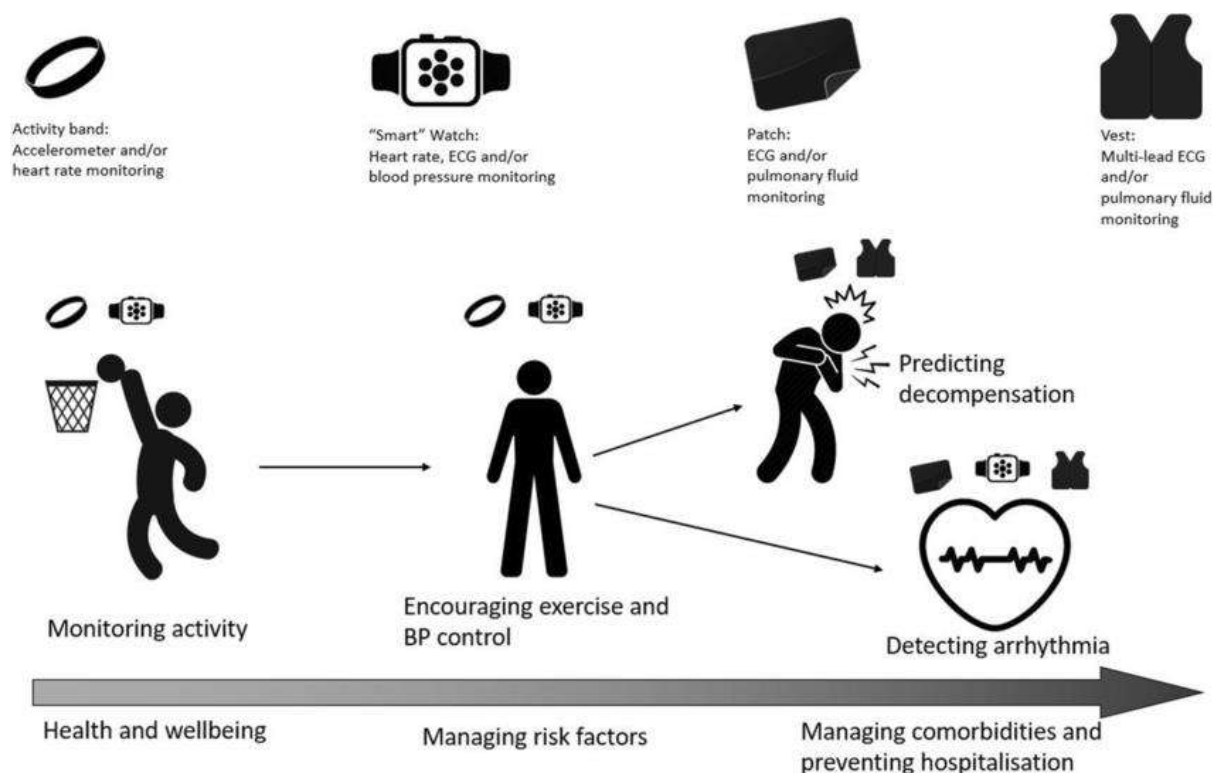 Activity band:
Accelerometer and/or
heart rate monitoring
“Smart” Watch:
Heart rate, ECG and/or
blood pressure monitoring
Patch:
ECG and/or
pulmonary fluid
monitoring
Vest:
Multi-lead ECG
and/or
pulmonary fluid
monitoring
Predicting
decompensation
Monitoring activity
Encouraging exercise and
BP control
Detecting arrhythmia
Health and wellbeing
Managing risk factors
Managing comorbidities and
preventing hospitalisation